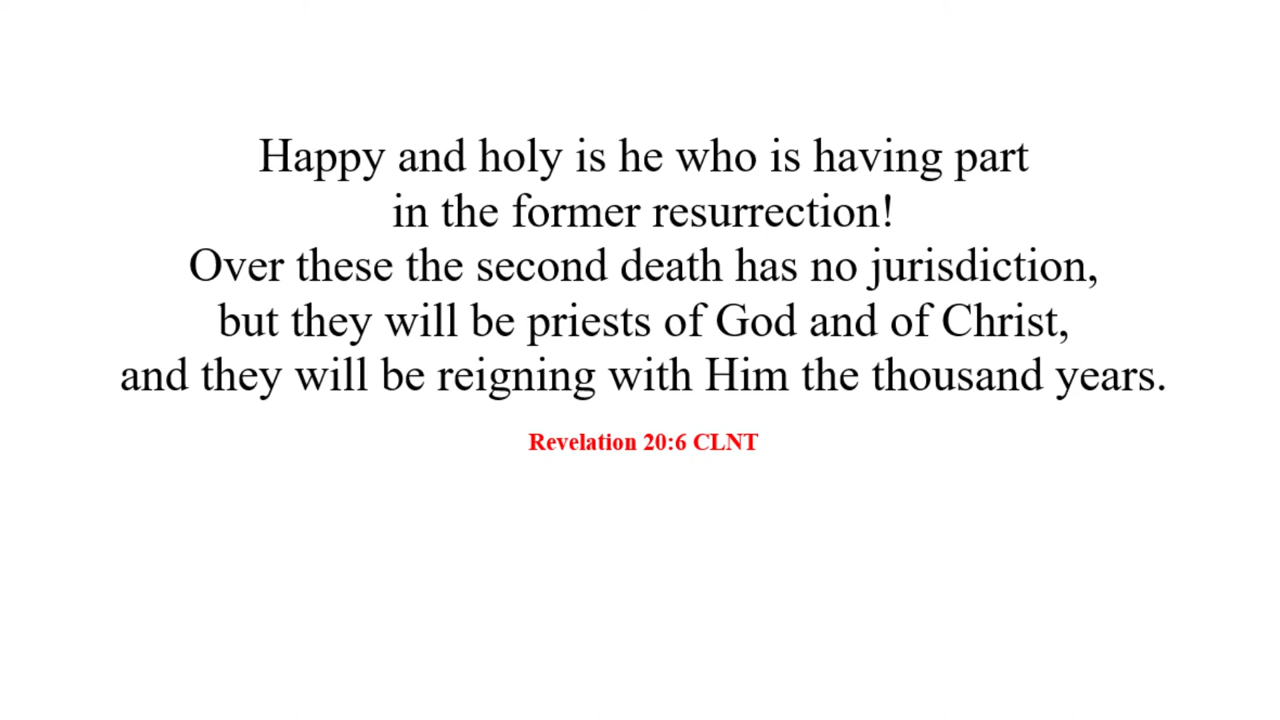 Happy and holy is he who is having part
in the former resurrection!
Over these the second death has no jurisdiction,
but they will be priests of God and of Christ,
and they will be reigning with Him the thousand years.
Revelation 20:6 CLNT